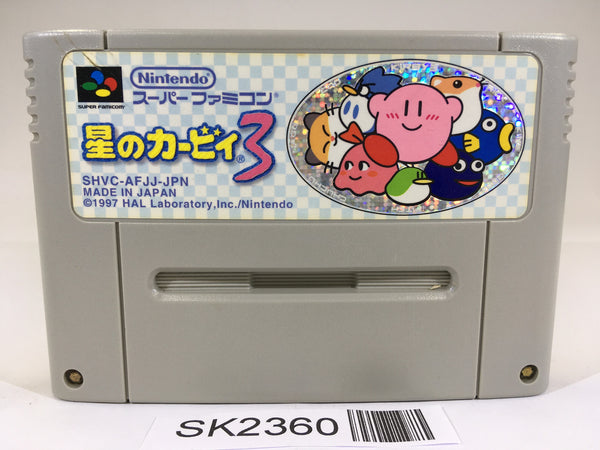 SUPER FAMICOM
Nintendo
スーパーファミコン
星のカービィ3®
SHVC-AFJJ-JPN
MADE IN JAPAN
©1997 HAL Laboratory,Inc./Nintendo
KIRBY'S
SK2360